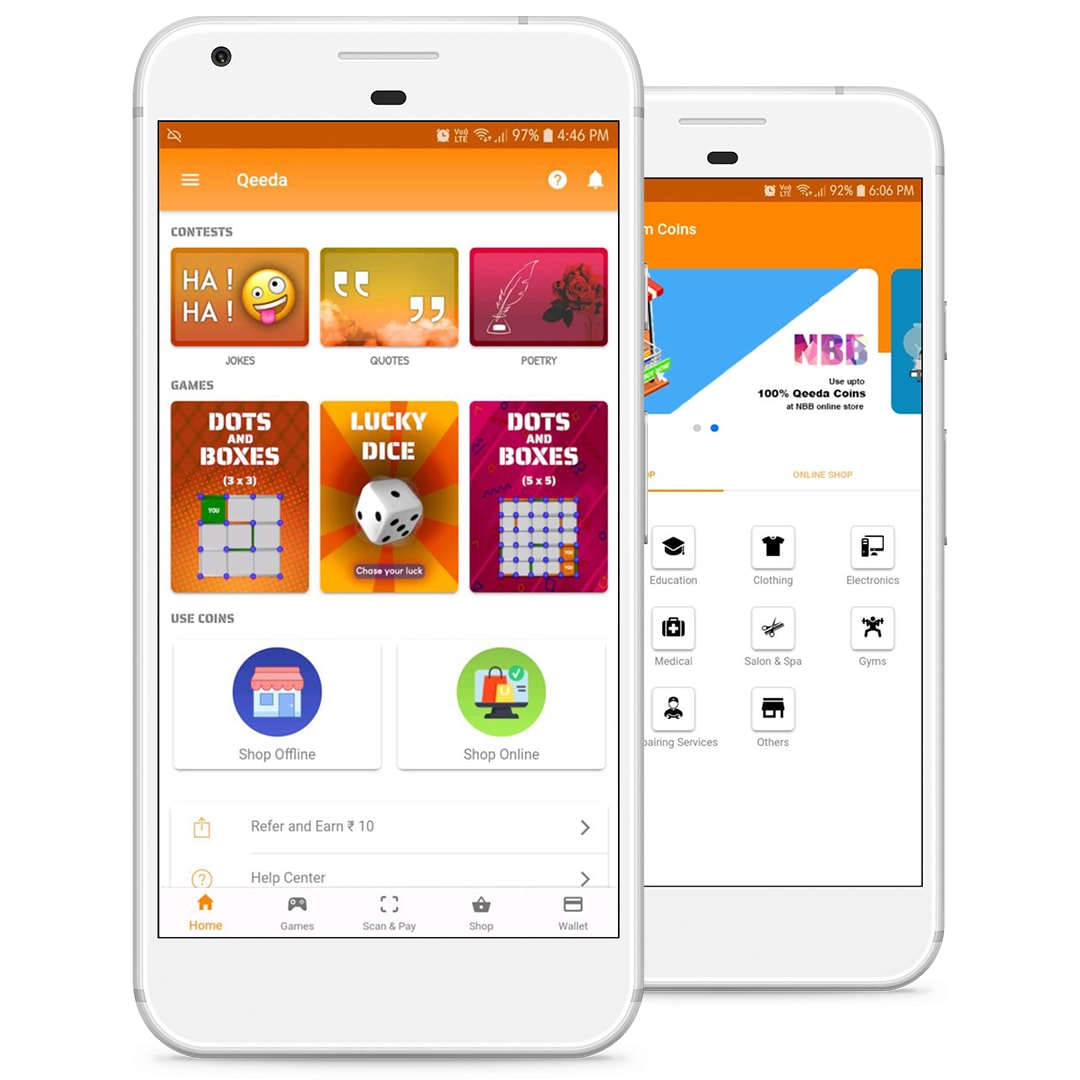 97% 4:46 PM
Qeeda
CONTESTS
HA !
HA !
JOKES
QUOTES
POETRY
GAMES
DOTS
AND
BOXES
(3 x 3)
YOU
LUCKY
DICE
Chase your luck
DOTS
AND
BOXES
(5 x 5)
YOU
YOU
USE COINS
Shop Offline
Shop Online
Refer and Earn ₹ 10
Help Center
Home
Games
Scan & Pay
Shop
Wallet
Vo)) LTE 92% 6:06 PM
m Coins
BUY NOW
NBB
Use upto
100% Qeeda Coins
at NBB online store
OP
ONLINE SHOP
Education
Clothing
Electronics
Medical
Salon & Spa
Gyms
pairing Services
Others